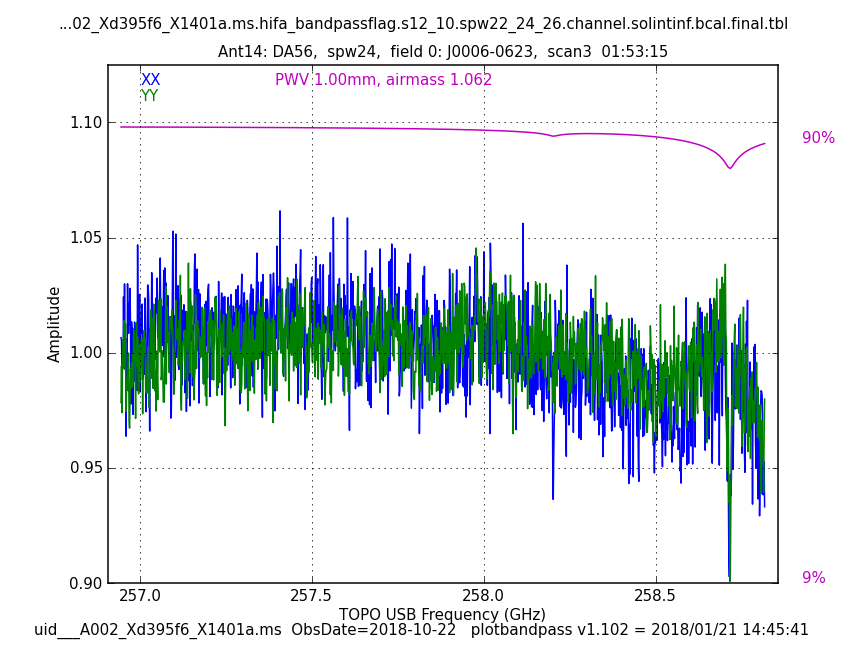 ...02_Xd395f6_X1401a.ms.hifa_bandpassflag.s12_10.spw22_24_26.channel.solintinf.bcal.final.tbl
Ant14: DA56, spw24, field 0: J0006-0623, scan3 01:53:15
XX
PWV 1.00mm, airmass 1.062
YY
1.10
90%
1.05
Amplitude
1.00
0.95
0.90
9%
257.0 257.5 258.0 258.5
TOPO USB Frequency (GHz)
uid___A002_Xd395f6_X1401a.ms ObsDate=2018-10-22 plotbandpass v1.102 = 2018/01/21 14:45:41